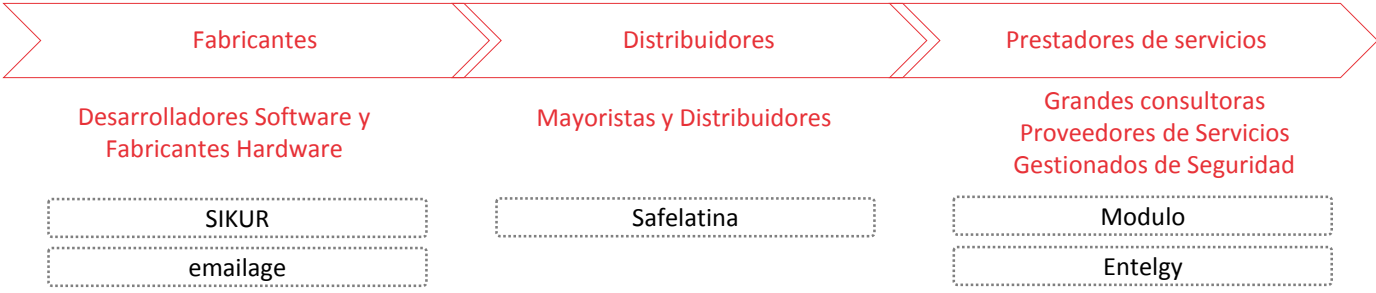 Fabricantes
Distribuidores
Prestadores de servicios
Desarrolladores Software y
Fabricantes Hardware
Mayoristas y Distribuidores
Grandes consultoras
Proveedores de Servicios
Gestionados de Seguridad
SIKUR
Safelatina
Modulo
emailage
Entelgy